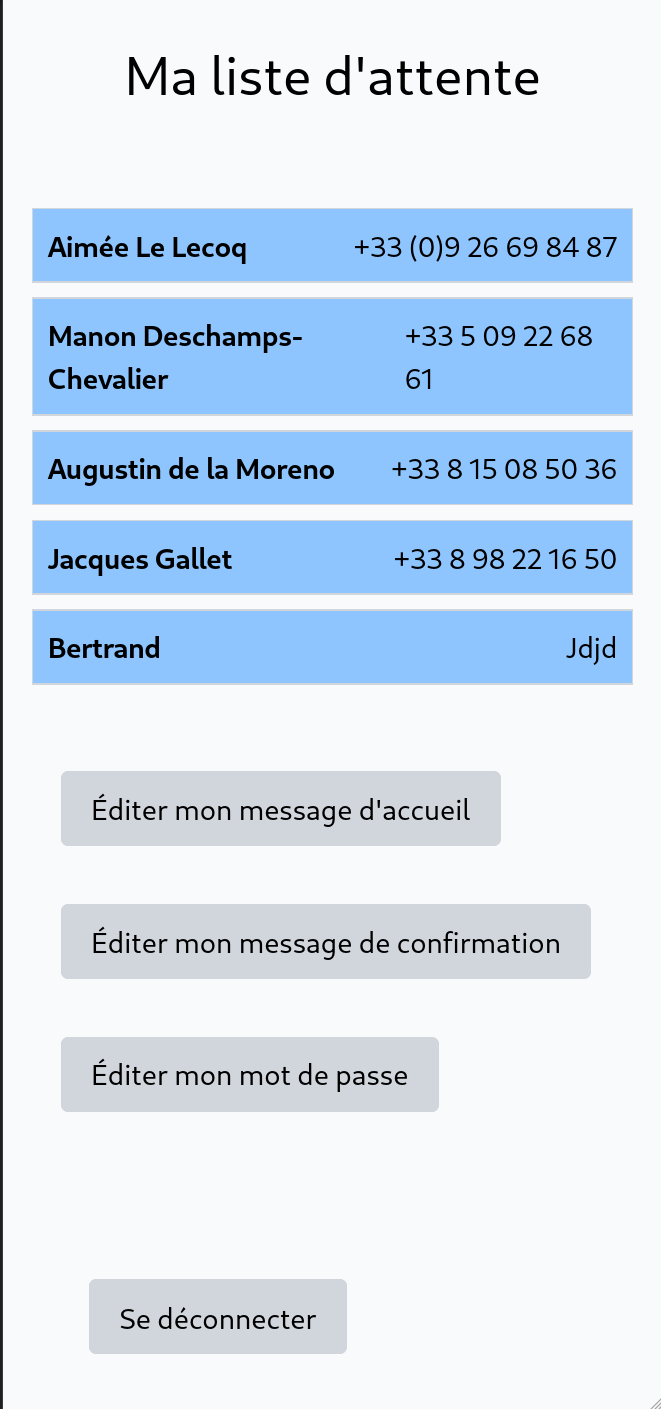 Ma liste d'attente
Aimée Le Lecoq +33 (0)9 26 69 84 87
Manon Deschamps- +33 5 09 22 68
Chevalier 61
Augustin de la Moreno +33 8 15 08 50 36
Jacques Gallet +33 8 98 22 16 50
Bertrand Jdjd
Éditer mon message d'accueil
Éditer mon message de confirmation
Éditer mon mot de passe
Se déconnecter